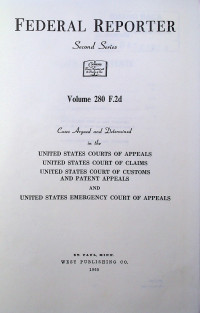 FEDERAL REPORTER
Second Series
Volume 280 F.2d
Cases Argued and Determined
in the
UNITED STATES COURTS OF APPEALS
UNITED STATES COURT OF CLAIMS
UNITED STATES COURT OF CUSTOMS
AND PATENT APPEALS
AND
UNITED STATES EMERGENCY COURT OF APPEALS
ST. PAUL, MINN.
WEST PUBLISHING CO.